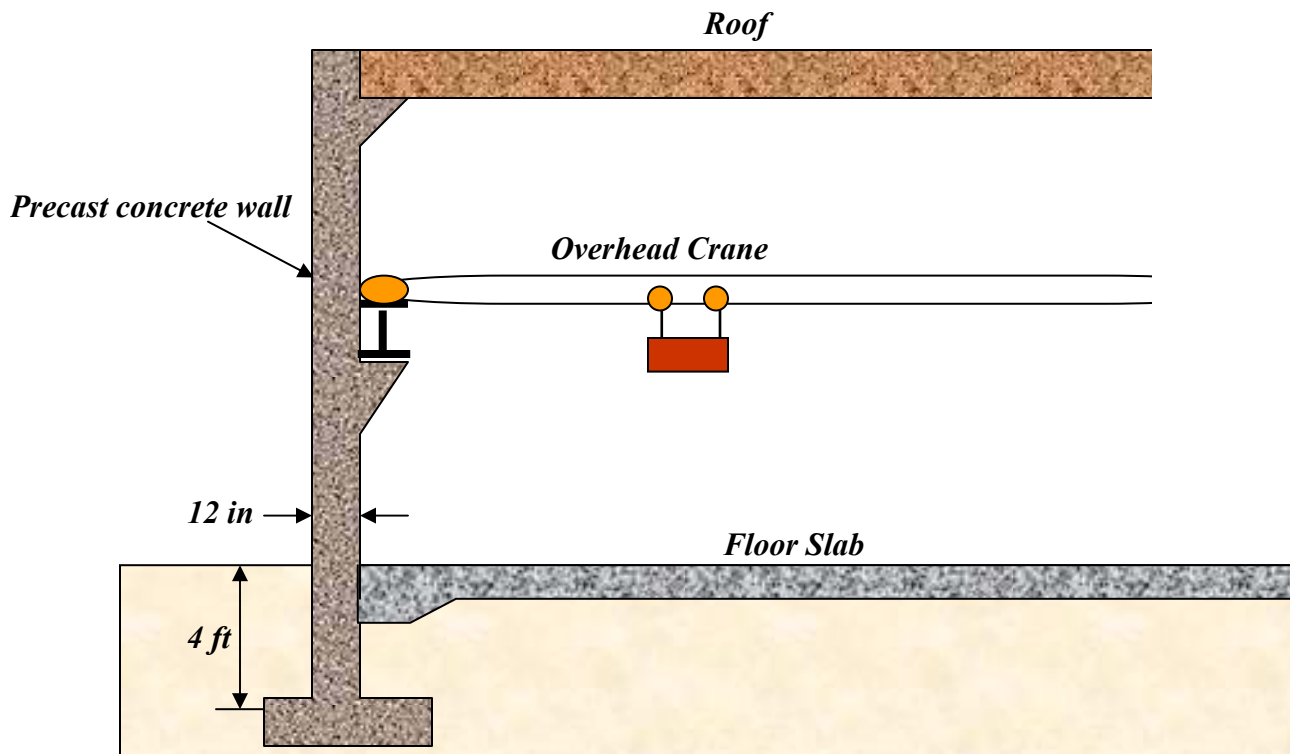 Roof
Precast concrete wall
Overhead Crane
12 in
Floor Slab
4 ft